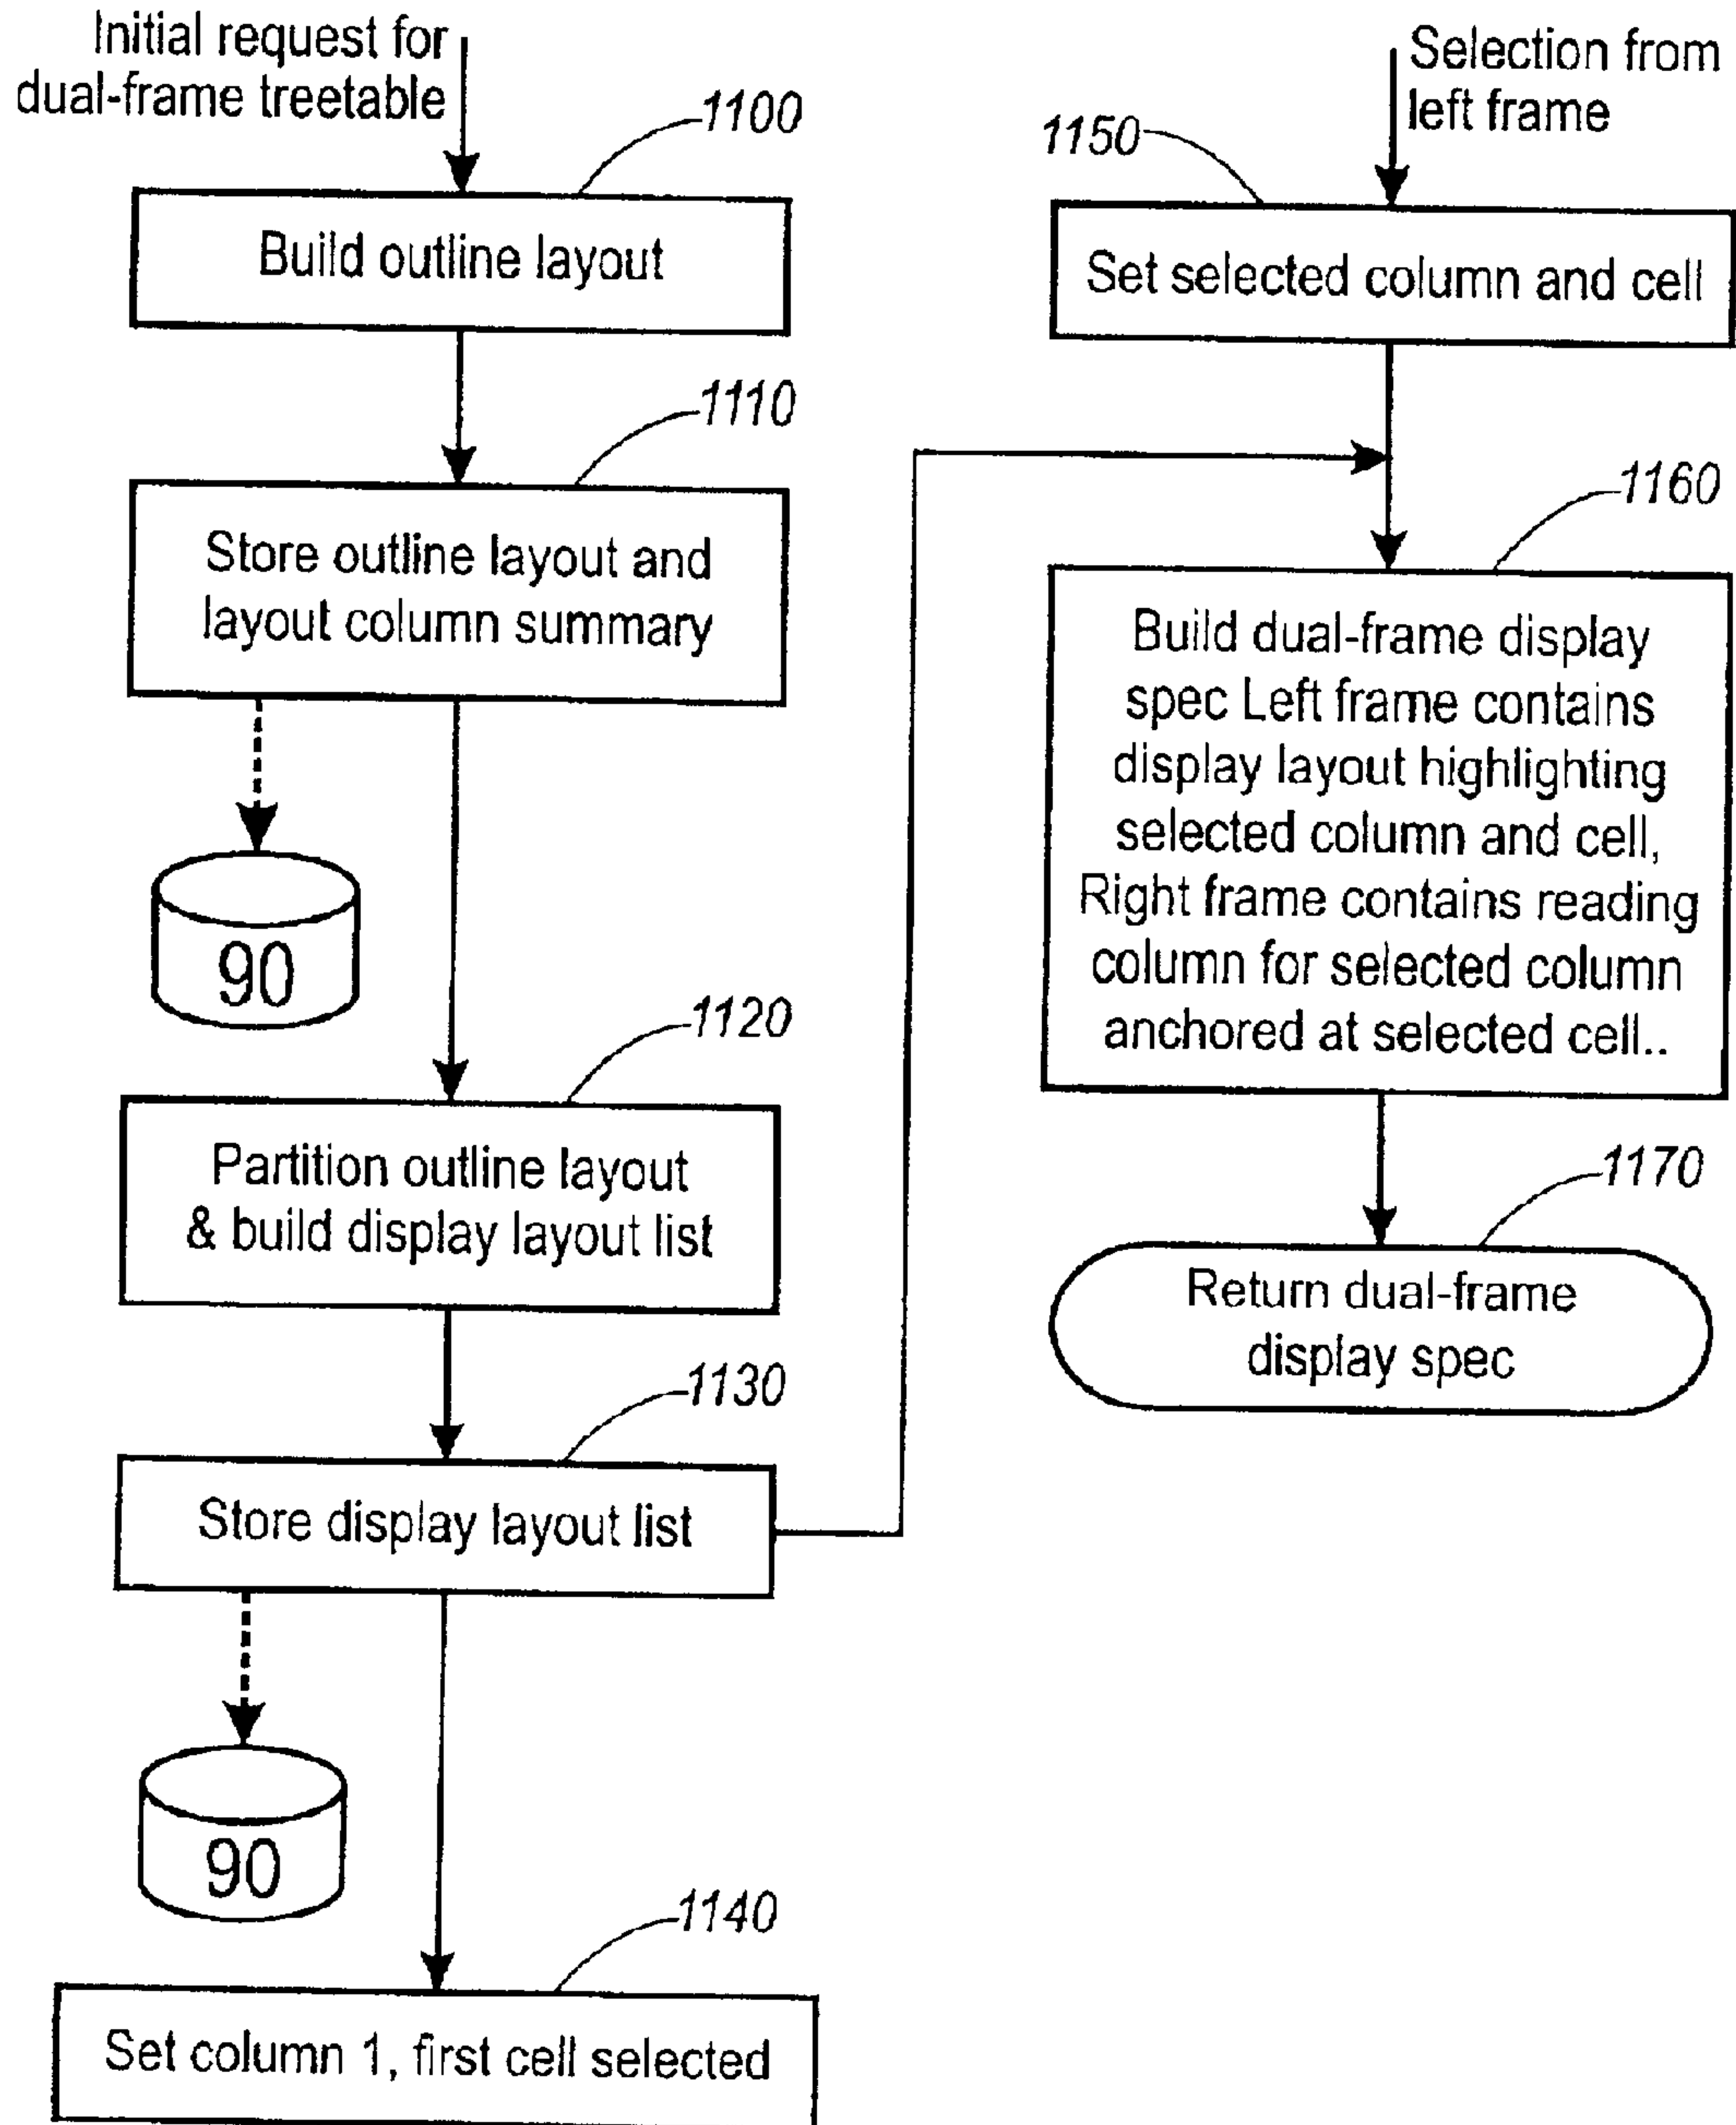 Initial request for
dual-frame treetable
1100
Build outline layout
1110
Store outline layout and
layout column summary
90
1120
Partition outline layout
& build display layout list
1130
Store display layout list
90
1140
Set column 1, first cell selected
Selection from
left frame
1150
Set selected column and cell
1160
Build dual-frame display
spec Left frame contains
display layout highlighting
selected column and cell,
Right frame contains reading
column for selected column
anchored at selected cell..
1170
Return dual-frame
display spec